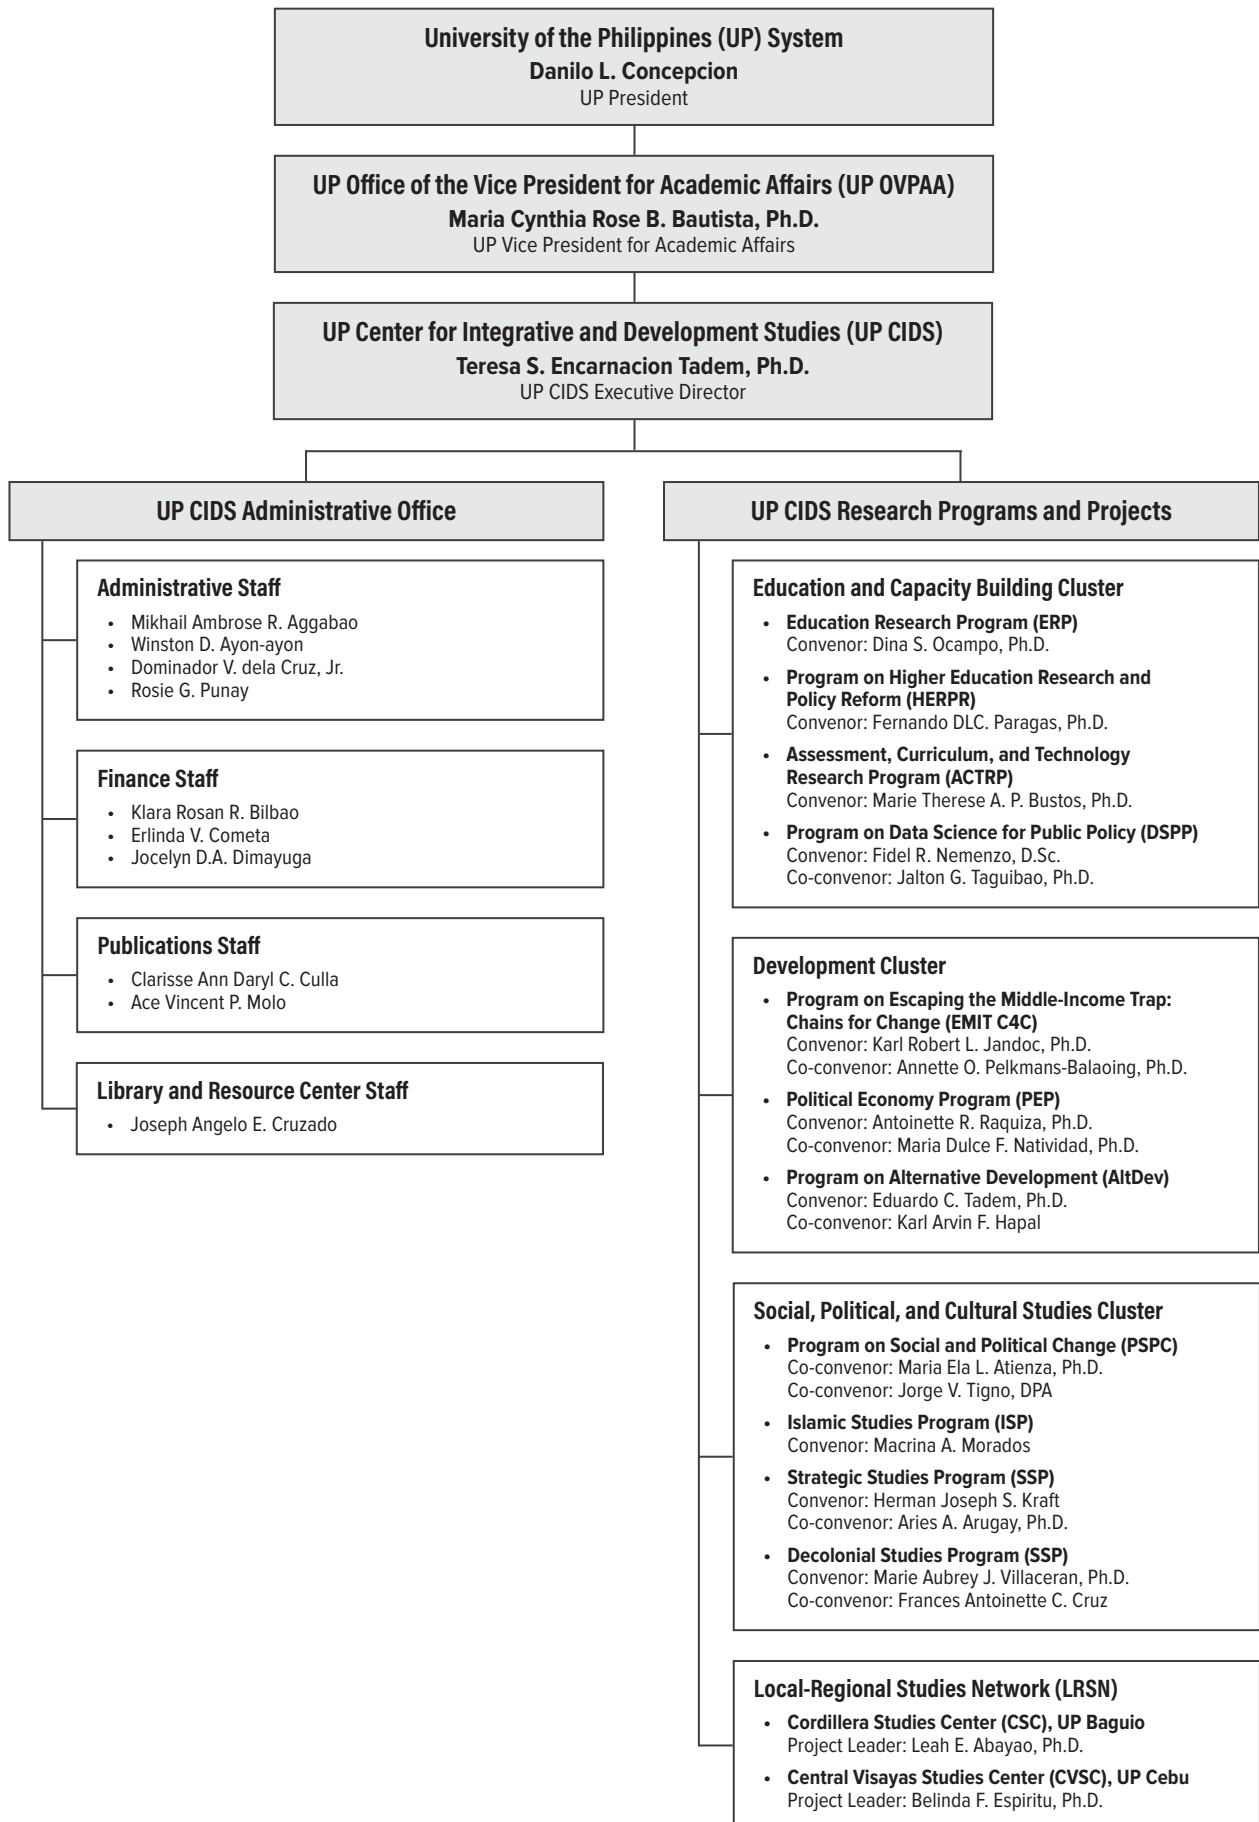 University of the Philippines (UP) System
Danilo L. Concepcion
UP President
UP Office of the Vice President for Academic Affairs (UP OVPAA)
Maria Cynthia Rose B. Bautista, Ph.D.
UP Vice President for Academic Affairs
UP Center for Integrative and Development Studies (UP CIDS)
Teresa S. Encarnacion Tadem, Ph.D.
UP CIDS Executive Director
UP CIDS Administrative Office
Administrative Staff
• Mikhail Ambrose R. Aggabao
• Winston D. Ayon-ayon
• Dominador V. dela Cruz, Jr.
• Rosie G. Punay
Finance Staff
• Klara Rosan R. Bilbao
• Erlinda V. Cometa
• Jocelyn D.A. Dimayuga
Publications Staff
• Clarisse Ann Daryl C. Culla
• Ace Vincent P. Molo
Library and Resource Center Staff
• Joseph Angelo E. Cruzado
UP CIDS Research Programs and Projects
Education and Capacity Building Cluster
• Education Research Program (ERP)
Convenor: Dina S. Ocampo, Ph.D.
• Program on Higher Education Research and
Policy Reform (HERPR)
Convenor: Fernando DLC. Paragas, Ph.D.
• Assessment, Curriculum, and Technology
Research Program (ACTRP)
Convenor: Marie Therese A. P. Bustos, Ph.D.
• Program on Data Science for Public Policy (DSPP)
Convenor: Fidel R. Nemenzo, D.Sc.
Co-convenor: Jalton G. Taguibao, Ph.D.
Development Cluster
• Program on Escaping the Middle-Income Trap:
Chains for Change (EMIT C4C)
Convenor: Karl Robert L. Jandoc, Ph.D.
Co-convenor: Annette O. Pelkmans-Balaoing, Ph.D.
• Political Economy Program (PEP)
Convenor: Antoinette R. Raquiza, Ph.D.
Co-convenor: Maria Dulce F. Natividad, Ph.D.
• Program on Alternative Development (AltDev)
Convenor: Eduardo C. Tadem, Ph.D.
Co-convenor: Karl Arvin F. Hapal
Social, Political, and Cultural Studies Cluster
• Program on Social and Political Change (PSPC)
Co-convenor: Maria Ela L. Atienza, Ph.D.
Co-convenor: Jorge V. Tigno, DPA
• Islamic Studies Program (ISP)
Convenor: Macrina A. Morados
• Strategic Studies Program (SSP)
Convenor: Herman Joseph S. Kraft
Co-convenor: Aries A. Arugay, Ph.D.
• Decolonial Studies Program (SSP)
Convenor: Marie Aubrey J. Villaceran, Ph.D.
Co-convenor: Frances Antoinette C. Cruz
Local-Regional Studies Network (LRSN)
• Cordillera Studies Center (CSC), UP Baguio
Project Leader: Leah E. Abayao, Ph.D.
• Central Visayas Studies Center (CVSC), UP Cebu
Project Leader: Belinda F. Espiritu, Ph.D.